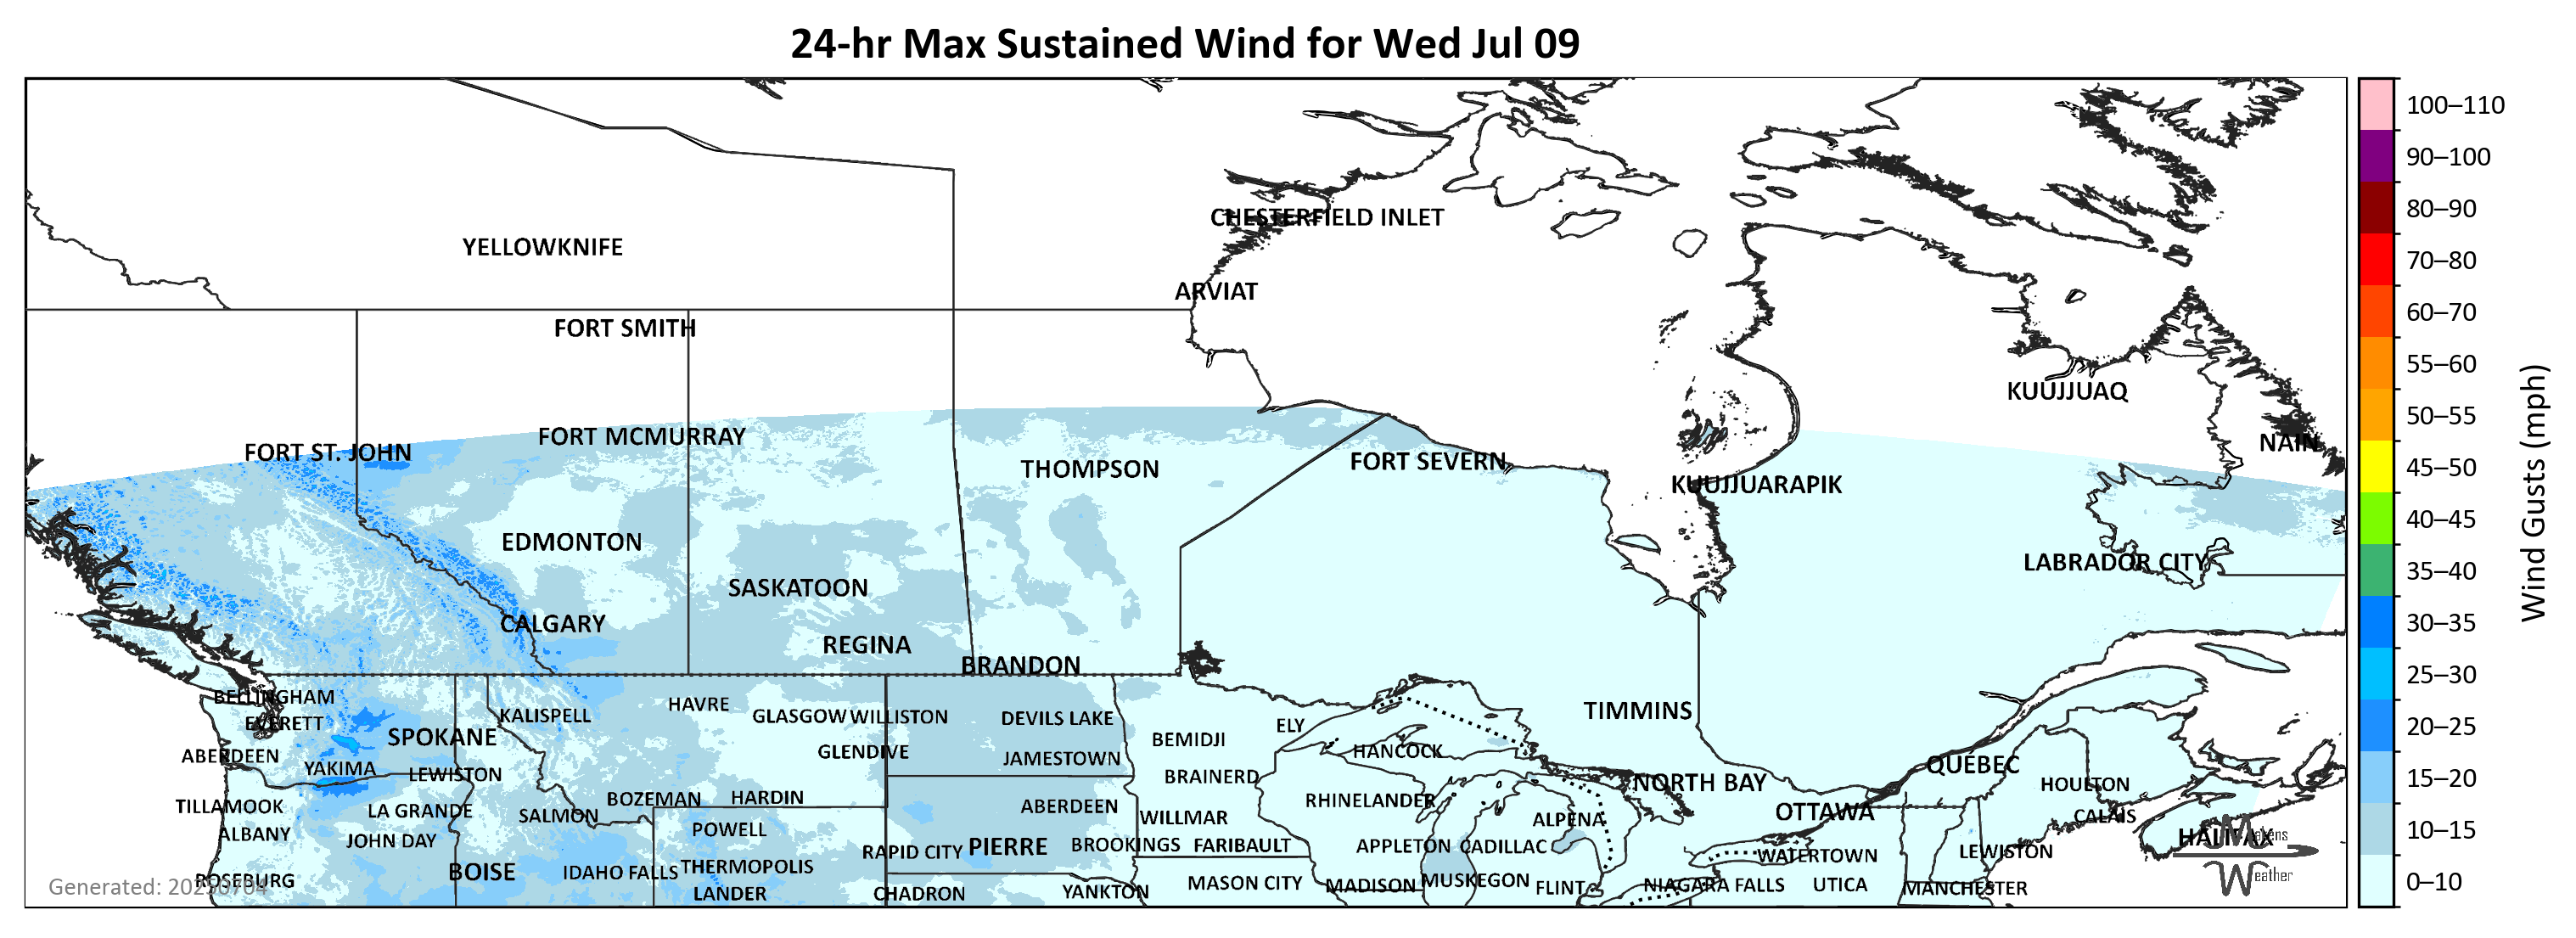 24-hr Max Sustained Wind for Wed Jul 09
100–110
90–100
CHESTERFIELD INLET
80–90
YELLOWKNIFE
70–80
ARVIAT
60–70
FORT SMITH
55–60
KUUJJUAQ
50–55
FORT MCMURRAY
NAIN
FORT ST. JOHN
45–50
THOMPSON
FORT SEVERN
KUUJJUARAPIK
40–45
Wind Gusts (mph)
EDMONTON
LABRADOR CITY
35–40
SASKATOON
CALGARY
30–35
REGINA
BRANDON
25–30
BELLINGHAM
HAVRE
TIMMINS
KALISPELL
GLASGOW
WILLISTON
DEVILS LAKE
EVERETT
ELY
20–25
SPOKANE
BEMIDJI
ABERDEEN
GLENDIVE
JAMESTOWN
HANCOCK
QUÉBEC
YAKIMA
LEWISTON
BRAINERD
NORTH BAY
HOULTON
15–20
BOZEMAN
HARDIN
RHINELANDER
TILLAMOOK
LA GRANDE
SALMON
ABERDEEN
WILLMAR
ALPENA
OTTAWA
CALAIS
10–15
ALBANY
JOHN DAY
POWELL
HALIFAX
Makens
Weather
PIERRE
BROOKINGS
FARIBAULT
APPLETON
CADILLAC
RAPID CITY
WATERTOWN
LEWISTON
BOISE
IDAHO FALLS
THERMOPOLIS
ROSEBURG
MASON CITY
MADISON
MUSKEGON
FLINT
NIAGARA FALLS
UTICA
MANCHESTER
0–10
Generated: 20250704
LANDER
CHADRON
YANKTON